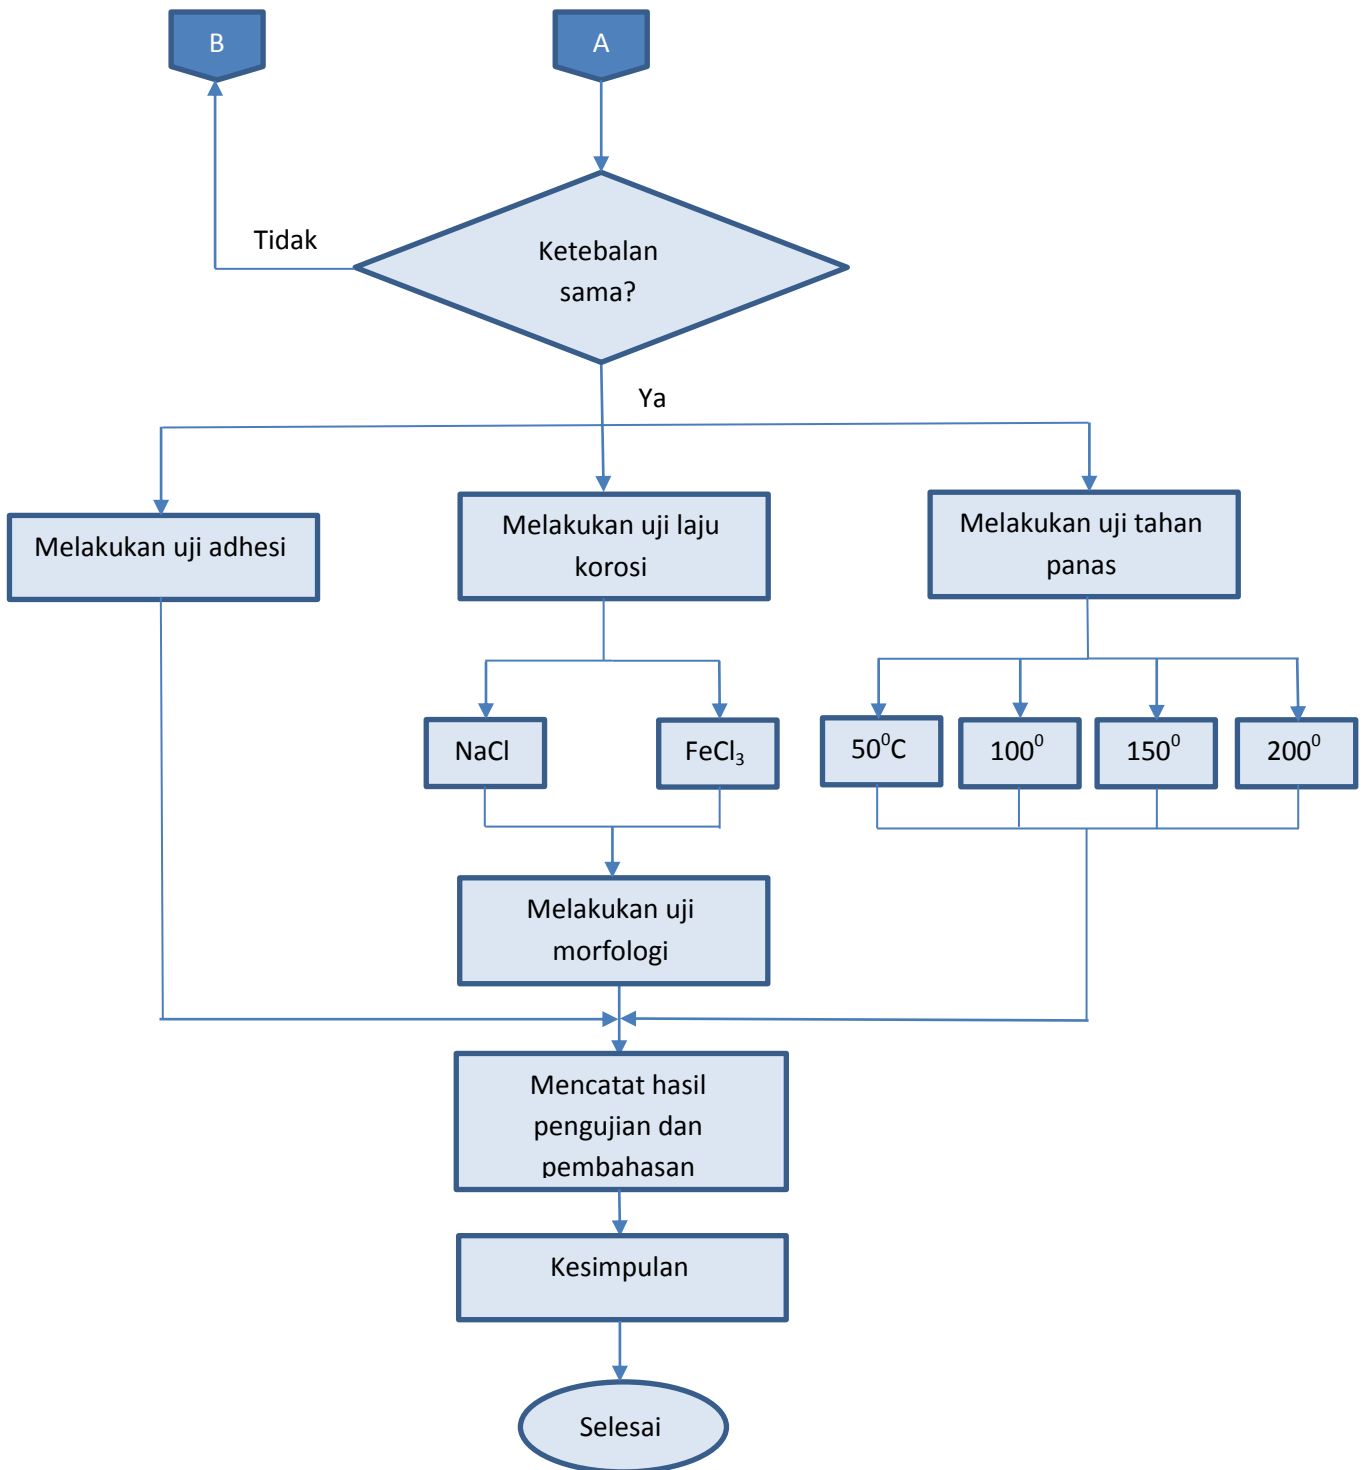 B
A
Tidak
Ketebalan
sama?
Ya
Melakukan uji adhesi
Melakukan uji laju
korosi
Melakukan uji tahan
panas
NaCl
FeCl₃
50⁰C
100⁰
150⁰
200⁰
Melakukan uji
morfologi
Mencatat hasil
pengujian dan
pembahasan
Kesimpulan
Selesai